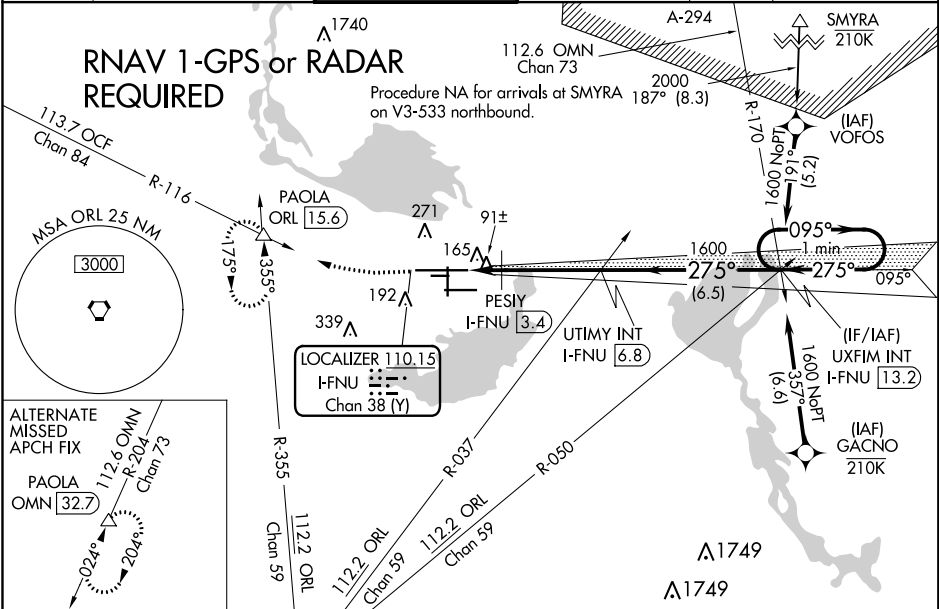 1740
RNAV 1-GPS or RADAR
REQUIRED
A-294
SMYRA
210K
112.6 OMN
Chan 73
2000
187° (8.3)
Procedure NA for arrivals at SMYRA
on V3-533 northbound.
R-170
(IAF)
VOFOS
1600 NoPT
191°
(5.2)
113.7 OCF
Chan 84
R-116
PAOLA
ORL 15.6
175°
355°
MSA ORL 25 NM
3000
271
91±
165
192
339
095°
1 min
1600
275°
(6.5)
275°
095°
PESIY
I-FNU 3.4
UTIMY INT
I-FNU 6.8
(IF/IAF)
UXFIM INT
I-FNU 13.2
LOCALIZER 110.15
I-FNU
Chan 38 (Y)
1600 NoPT
357°
(6.6)
(IAF)
GACNO
210K
ALTERNATE
MISSED
APCH FIX
112.6 OMN
R-204
Chan 73
PAOLA
OMN 32.7
024°
204°
R-355
112.2 ORL
Chan 59
R-037
112.2 ORL
Chan 59
R-050
112.2 ORL
Chan 59
1749
1749